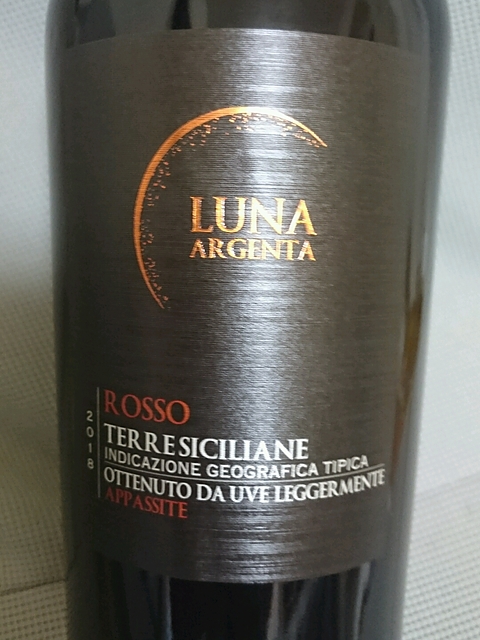 LUNA
ARGENTA
2018
ROSSO
TERRE SICILIANE
INDICAZIONE GEOGRAFICA TIPICA
OTTENUTO DA UVE LEGGERMENTE
APPASSITE